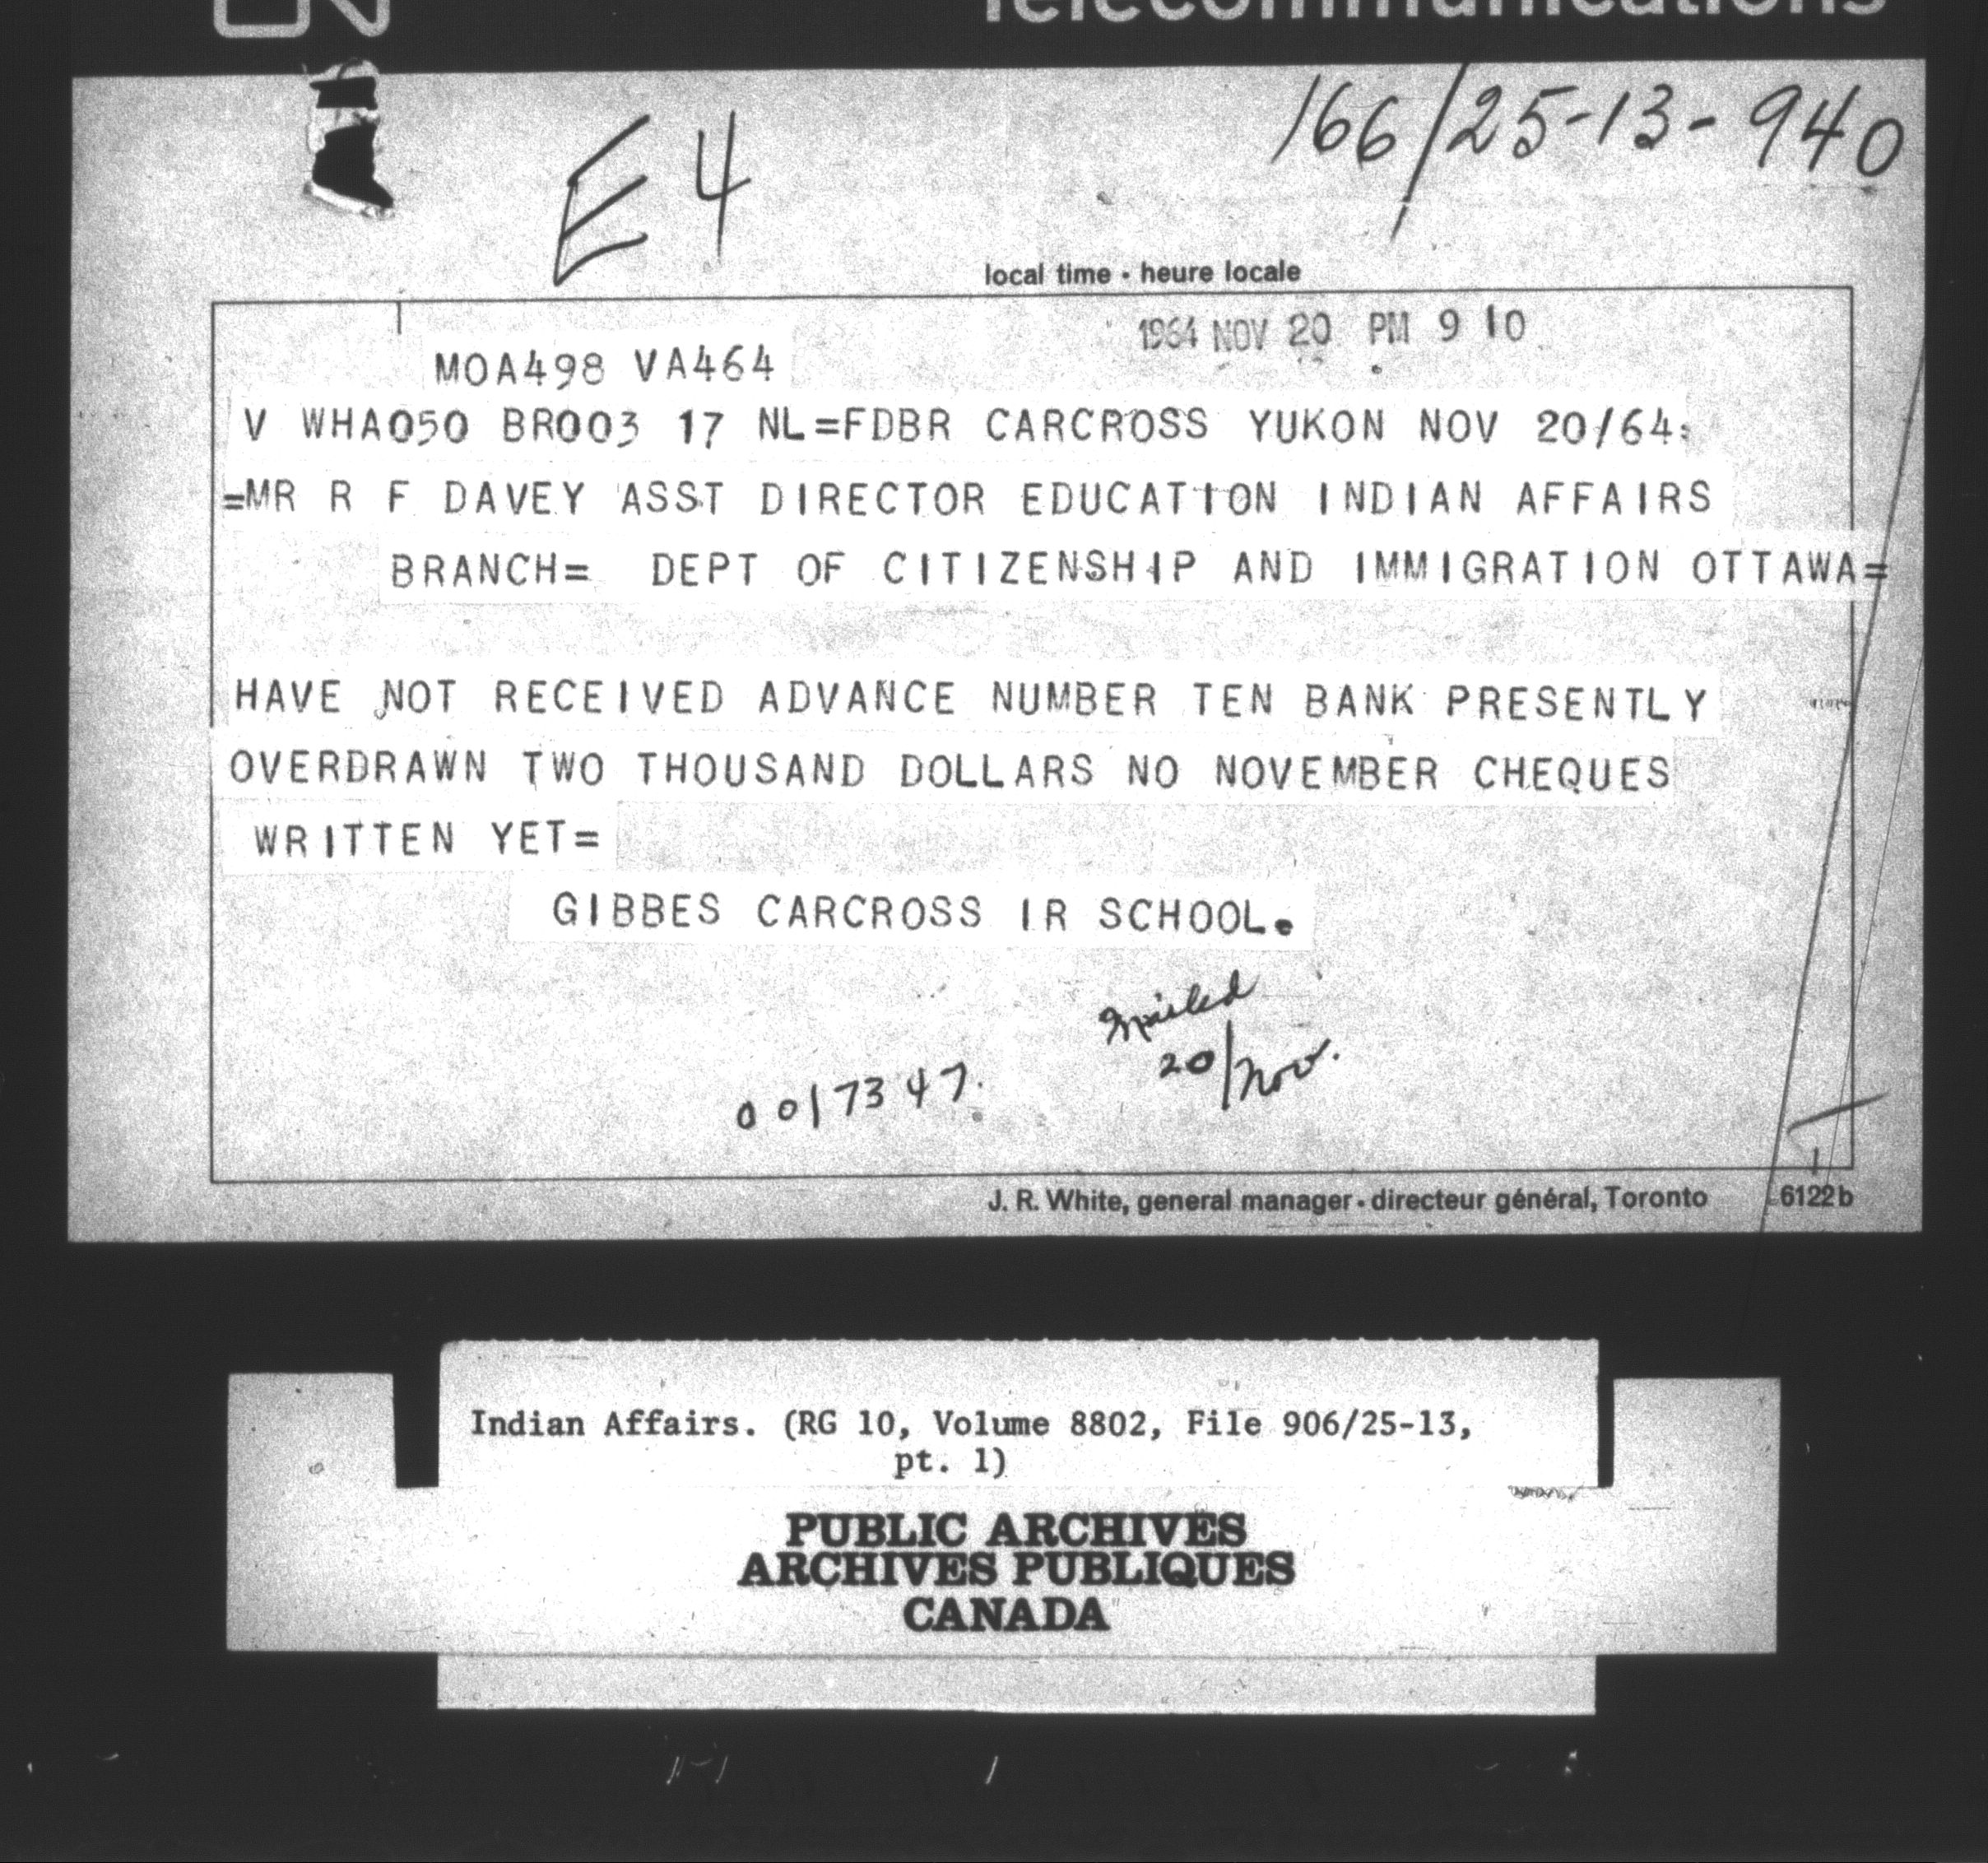 Telecommunications
E4
166/25-13-940
local time · heure locale
1964 NOV 20 PM 9 10
MOA498 VA464
V WHA050 BR003 17 NL=FDBR CARCROSS YUKON NOV 20/64:
=MR R F DAVEY ASST DIRECTOR EDUCATION INDIAN AFFAIRS
BRANCH= DEPT OF CITIZENSHIP AND IMMIGRATION OTTAWA=
HAVE NOT RECEIVED ADVANCE NUMBER TEN BANK PRESENTLY
OVERDRAWN TWO THOUSAND DOLLARS NO NOVEMBER CHEQUES
WRITTEN YET=
GIBBES CARCROSS IR SCHOOL.
Mailed
20/Nov.
0017347.
J. R. White, general manager · directeur général, Toronto
6122b
Indian Affairs. (RG 10, Volume 8802, File 906/25-13,
pt. 1)
PUBLIC ARCHIVES
ARCHIVES PUBLIQUES
CANADA